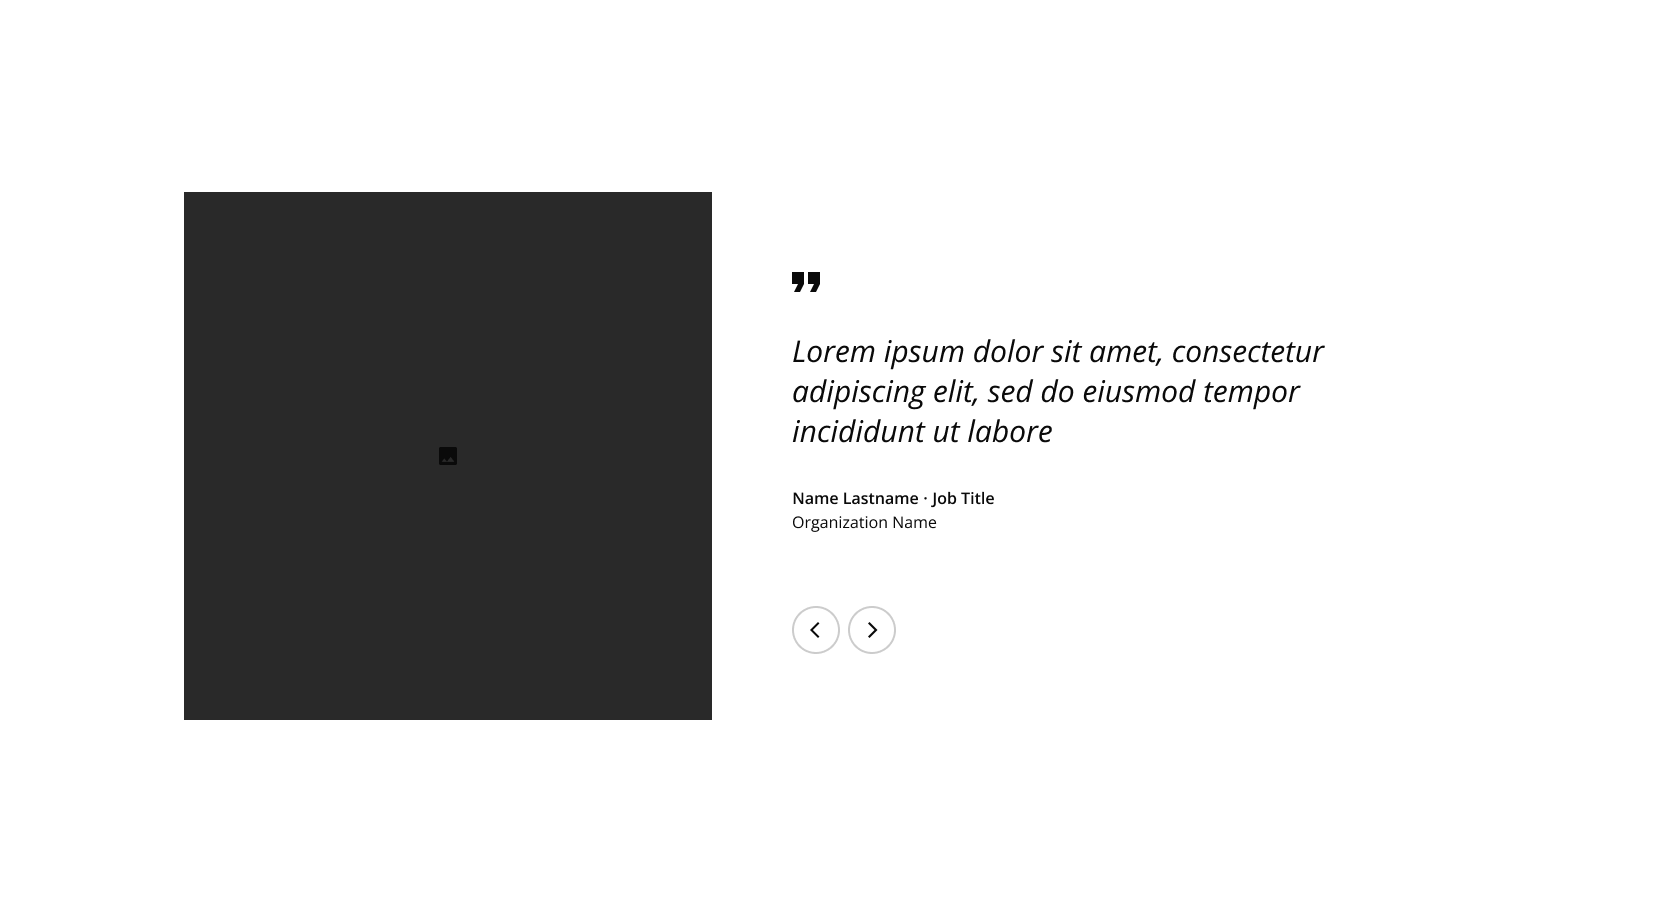 ”
Lorem ipsum dolor sit amet, consectetur
adipiscing elit, sed do eiusmod tempor
incididunt ut labore
Name Lastname · Job Title
Organization Name